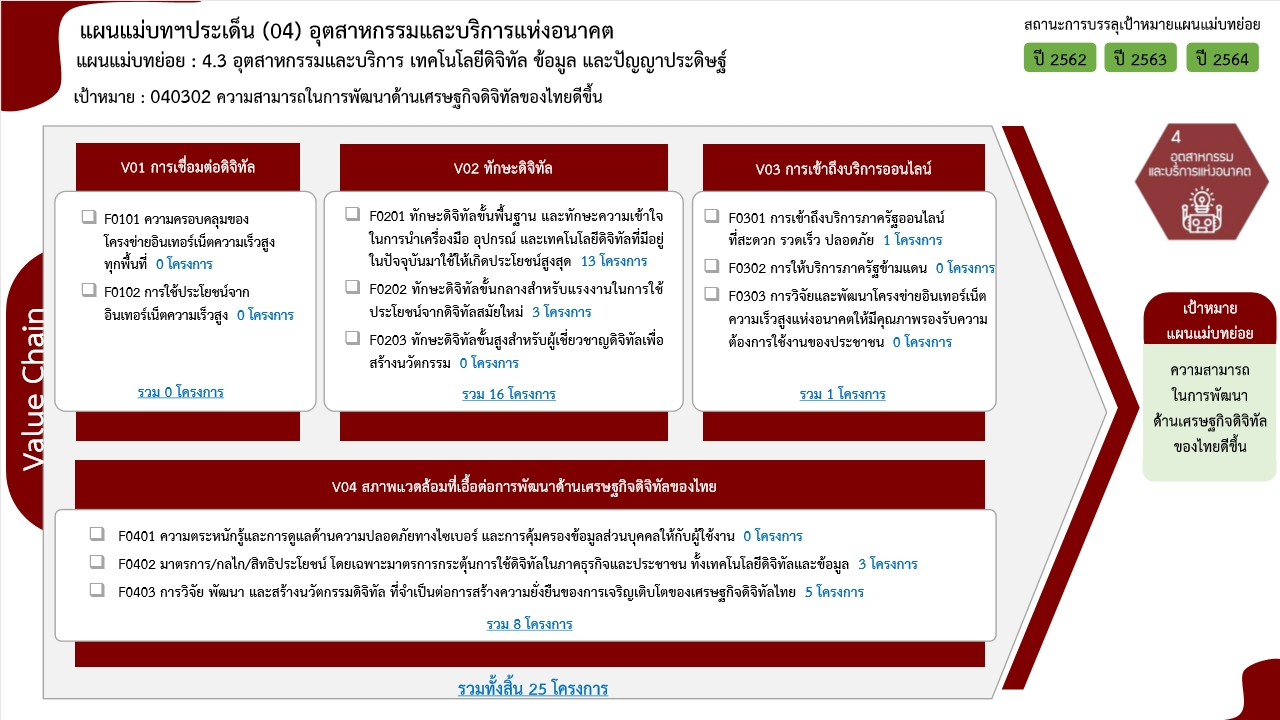 แผนแม่บทฯประเด็น (04) อุตสาหกรรมและบริการแห่งอนาคต
แผนแม่บทย่อย : 4.3 อุตสาหกรรมและบริการ เทคโนโลยีดิจิทัล ข้อมูล และปัญญาประดิษฐ์
เป้าหมาย : 040302 ความสามารถในการพัฒนาด้านเศรษฐกิจดิจิทัลของไทยดีขึ้น
สถานะการบรรลุเป้าหมายแผนแม่บทย่อย
ปี 2562
ปี 2563
ปี 2564
Value Chain
V01 การเชื่อมต่อดิจิทัล
F0101 ความครอบคลุมของ
โครงข่ายอินเทอร์เน็ตความเร็วสูง
ทุกพื้นที่ 0 โครงการ
F0102 การใช้ประโยชน์จาก
อินเทอร์เน็ตความเร็วสูง 0 โครงการ
รวม 0 โครงการ
V02 ทักษะดิจิทัล
F0201 ทักษะดิจิทัลขั้นพื้นฐาน และทักษะความเข้าใจ
ในการนำเครื่องมือ อุปกรณ์ และเทคโนโลยีดิจิทัลที่มีอยู่
ในปัจจุบันมาใช้ให้เกิดประโยชน์สูงสุด 13 โครงการ
F0202 ทักษะดิจิทัลขั้นกลางสำหรับแรงงานในการใช้
ประโยชน์จากดิจิทัลสมัยใหม่ 3 โครงการ
F0203 ทักษะดิจิทัลขั้นสูงสำหรับผู้เชี่ยวชาญดิจิทัลเพื่อ
สร้างนวัตกรรม 0 โครงการ
รวม 16 โครงการ
V03 การเข้าถึงบริการออนไลน์
F0301 การเข้าถึงบริการภาครัฐออนไลน์
ที่สะดวก รวดเร็ว ปลอดภัย 1 โครงการ
F0302 การให้บริการภาครัฐข้ามแดน 0 โครงการ
F0303 การวิจัยและพัฒนาโครงข่ายอินเทอร์เน็ต
ความเร็วสูงแห่งอนาคตให้มีคุณภาพรองรับความ
ต้องการใช้งานของประชาชน 0 โครงการ
รวม 1 โครงการ
V04 สภาพแวดล้อมที่เอื้อต่อการพัฒนาด้านเศรษฐกิจดิจิทัลของไทย
F0401 ความตระหนักรู้และการดูแลด้านความปลอดภัยทางไซเบอร์ และการคุ้มครองข้อมูลส่วนบุคคลให้กับผู้ใช้งาน 0 โครงการ
F0402 มาตรการ/กลไก/สิทธิประโยชน์ โดยเฉพาะมาตรการกระตุ้นการใช้ดิจิทัลในภาคธุรกิจและประชาชน ทั้งเทคโนโลยีดิจิทัลและข้อมูล 3 โครงการ
F0403 การวิจัย พัฒนา และสร้างนวัตกรรมดิจิทัล ที่จำเป็นต่อการสร้างความยั่งยืนของการเจริญเติบโตของเศรษฐกิจดิจิทัลไทย 5 โครงการ
รวม 8 โครงการ
รวมทั้งสิ้น 25 โครงการ
4
อุตสาหกรรม
และบริการแห่งอนาคต
เป้าหมาย
แผนแม่บทย่อย
ความสามารถ
ในการพัฒนา
ด้านเศรษฐกิจดิจิทัล
ของไทยดีขึ้น